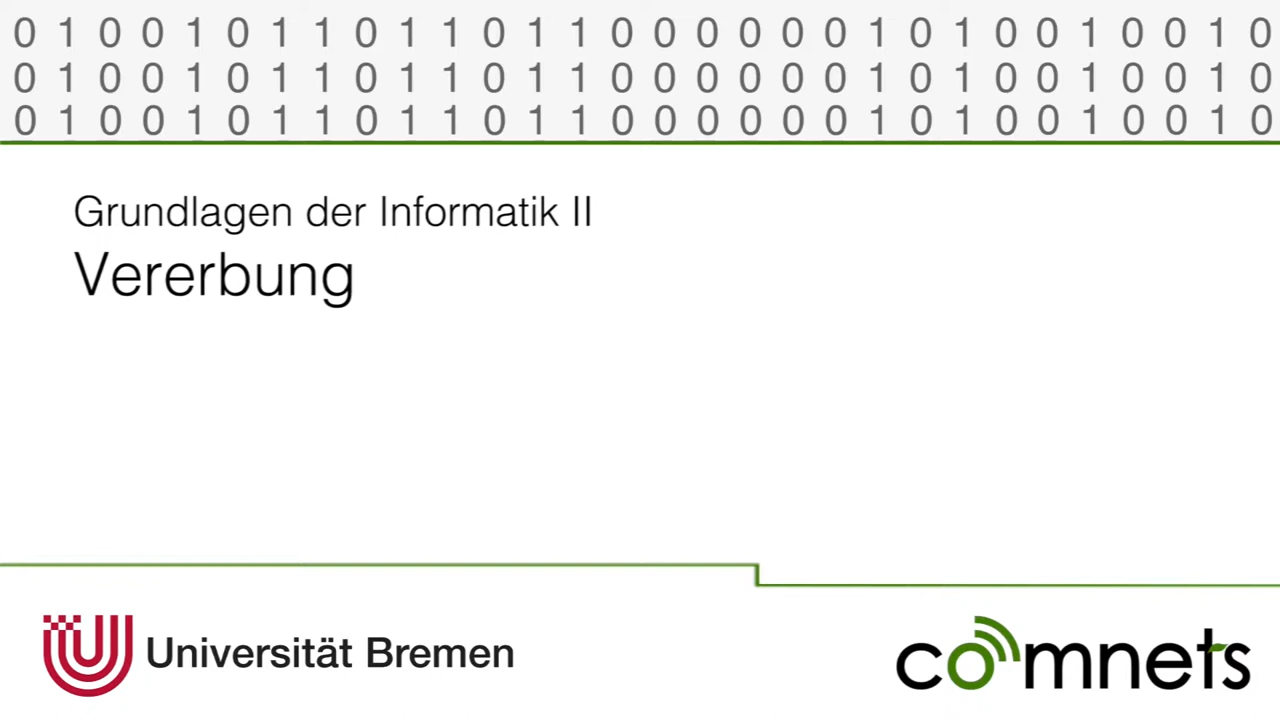 0 1 0 0 1 0 1 1 0 1 1 0 1 1 0 0 0 0 0 0 1 0 1 0 0 1 0 0 1 0
0 1 0 0 1 0 1 1 0 1 1 0 1 1 0 0 0 0 0 0 1 0 1 0 0 1 0 0 1 0
0 1 0 0 1 0 1 1 0 1 1 0 1 1 0 0 0 0 0 0 1 0 1 0 0 1 0 0 1 0
Grundlagen der Informatik II
Vererbung
Universität Bremen
comnets